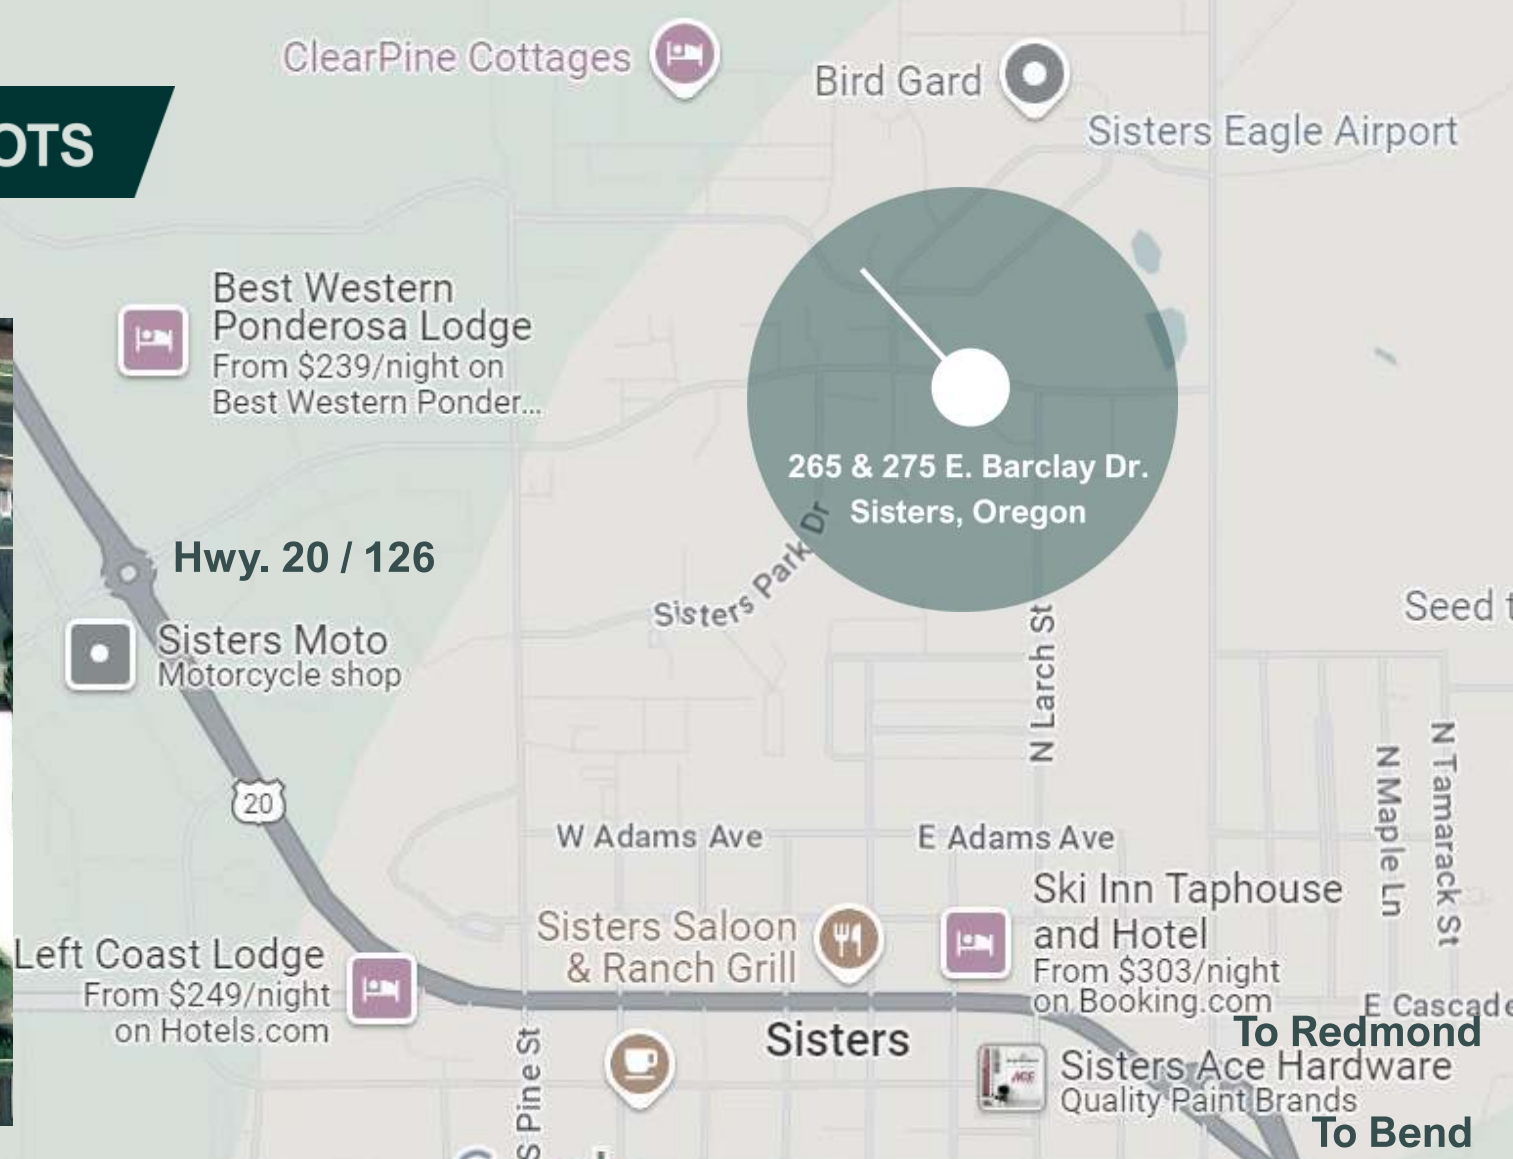 ClearPine Cottages
Bird Gard
Sisters Eagle Airport
OTS
Best Western
Ponderosa Lodge
From $239/night on
Best Western Ponder...
265 & 275 E. Barclay Dr.
Sisters, Oregon
Sisters Park Dr
Hwy. 20 / 126
Seed
Sisters Moto
Motorcycle shop
N Larch St
20
N Maple Ln
N Tamarack St
W Adams Ave
E Adams Ave
Ski Inn Taphouse
and Hotel
From $303/night
on Booking.com
Sisters Saloon
& Ranch Grill
Left Coast Lodge
From $249/night
on Hotels.com
E Cascade
To Redmond
Sisters
S Pine St
Sisters Ace Hardware
Quality Paint Brands
ACE
To Bend